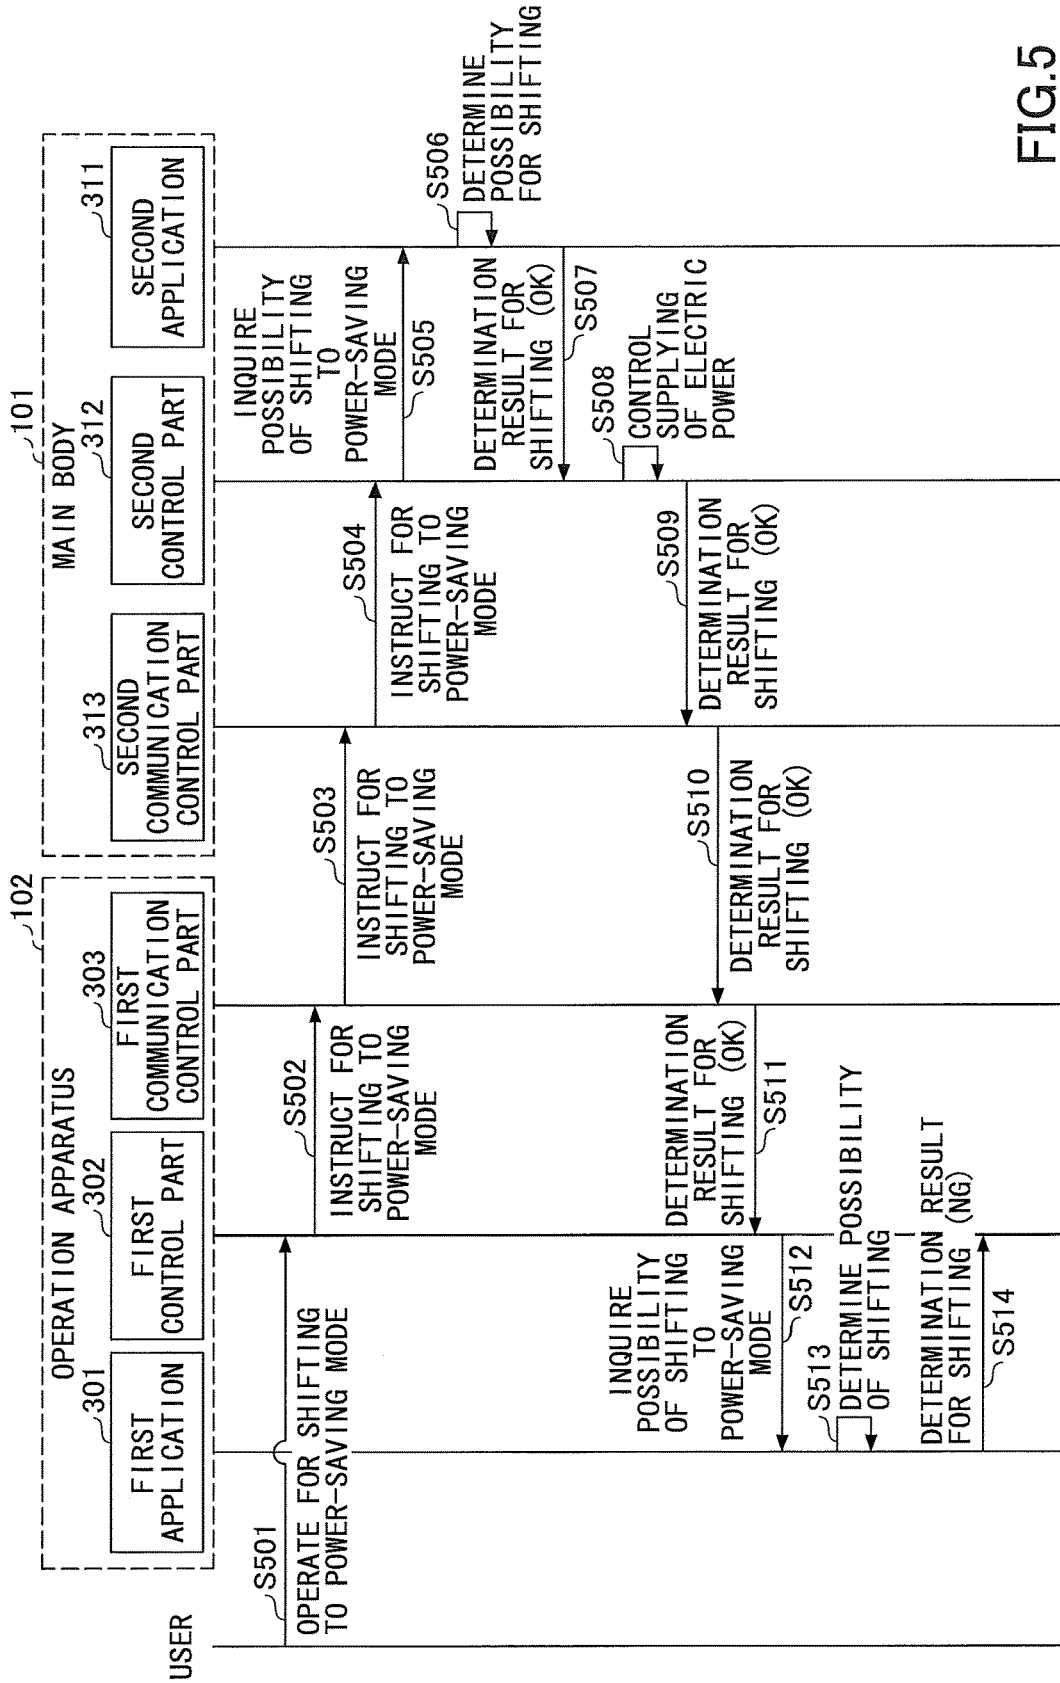 USER
OPERATION APPARATUS
102
301
FIRST
APPLICATION
302
FIRST
CONTROL PART
303
FIRST
COMMUNICATION
CONTROL PART
MAIN BODY
101
313
SECOND
COMMUNICATION
CONTROL PART
312
SECOND
CONTROL PART
311
SECOND
APPLICATION
S501
OPERATE FOR SHIFTING
TO POWER-SAVING MODE
S502
INSTRUCT FOR
SHIFTING TO
POWER-SAVING
MODE
S503
INSTRUCT FOR
SHIFTING TO
POWER-SAVING
MODE
S504
INSTRUCT FOR
SHIFTING TO
POWER-SAVING
MODE
INQUIRE
POSSIBILITY
OF SHIFTING
TO
POWER-SAVING
MODE
S505
S506
DETERMINE
POSSIBILITY
FOR SHIFTING
DETERMINATION
RESULT FOR
SHIFTING (OK)
S507
S508
CONTROL
SUPPLYING
OF ELECTRIC
POWER
S509
DETERMINATION
RESULT FOR
SHIFTING (OK)
S510
DETERMINATION
RESULT FOR
SHIFTING (OK)
DETERMINATION
RESULT FOR
SHIFTING (OK)
S511
INQUIRE
POSSIBILITY
OF SHIFTING
TO
POWER-SAVING
MODE
S512
S513
DETERMINE POSSIBILITY
OF SHIFTING
DETERMINATION RESULT
FOR SHIFTING (NG)
S514
FIG.5